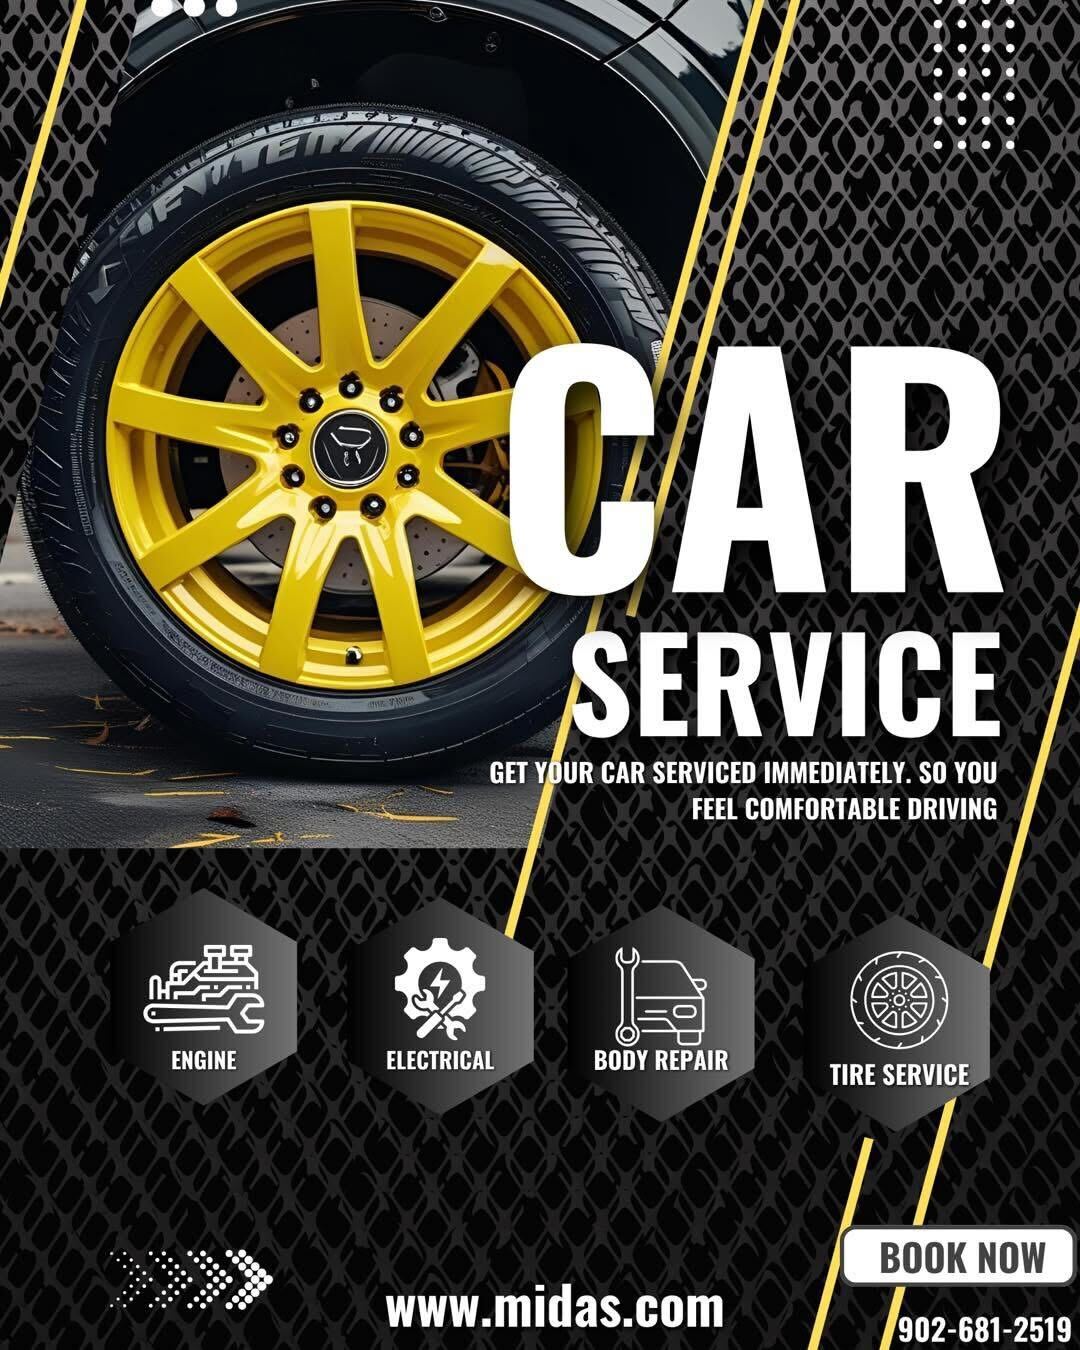 CAR
SERVICE
GET YOUR CAR SERVICED IMMEDIATELY. SO YOU
FEEL COMFORTABLE DRIVING
ENGINE
ELECTRICAL
BODY REPAIR
TIRE SERVICE
BOOK NOW
www.midas.com
902-681-2519